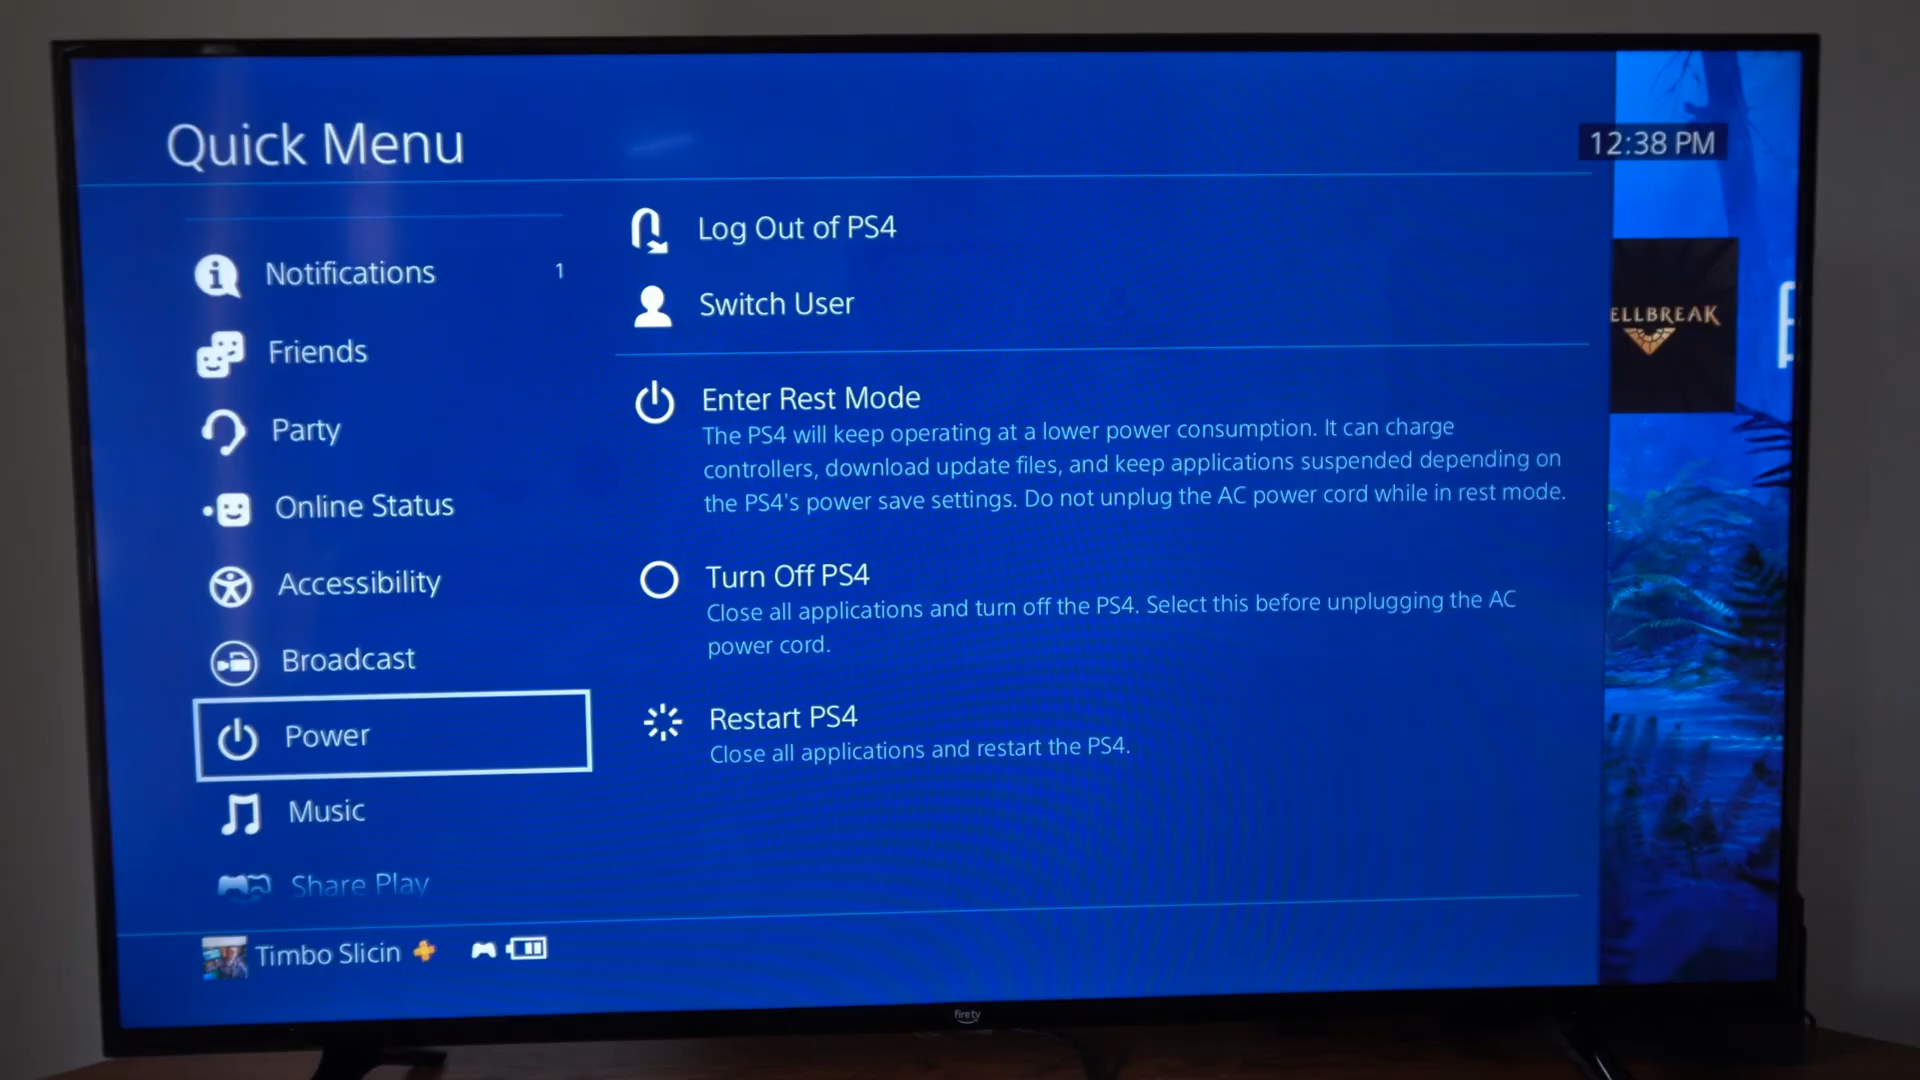 Quick Menu
12:38 PM
Notifications 1
Friends
Party
Online Status
Accessibility
Broadcast
Power
Music
Share Play
Log Out of PS4
Switch User
Enter Rest Mode
The PS4 will keep operating at a lower power consumption. It can charge
controllers, download update files, and keep applications suspended depending on
the PS4's power save settings. Do not unplug the AC power cord while in rest mode.
Turn Off PS4
Close all applications and turn off the PS4. Select this before unplugging the AC
power cord.
Restart PS4
Close all applications and restart the PS4.
ELLBREAK
Timbo Slicin
fire tv